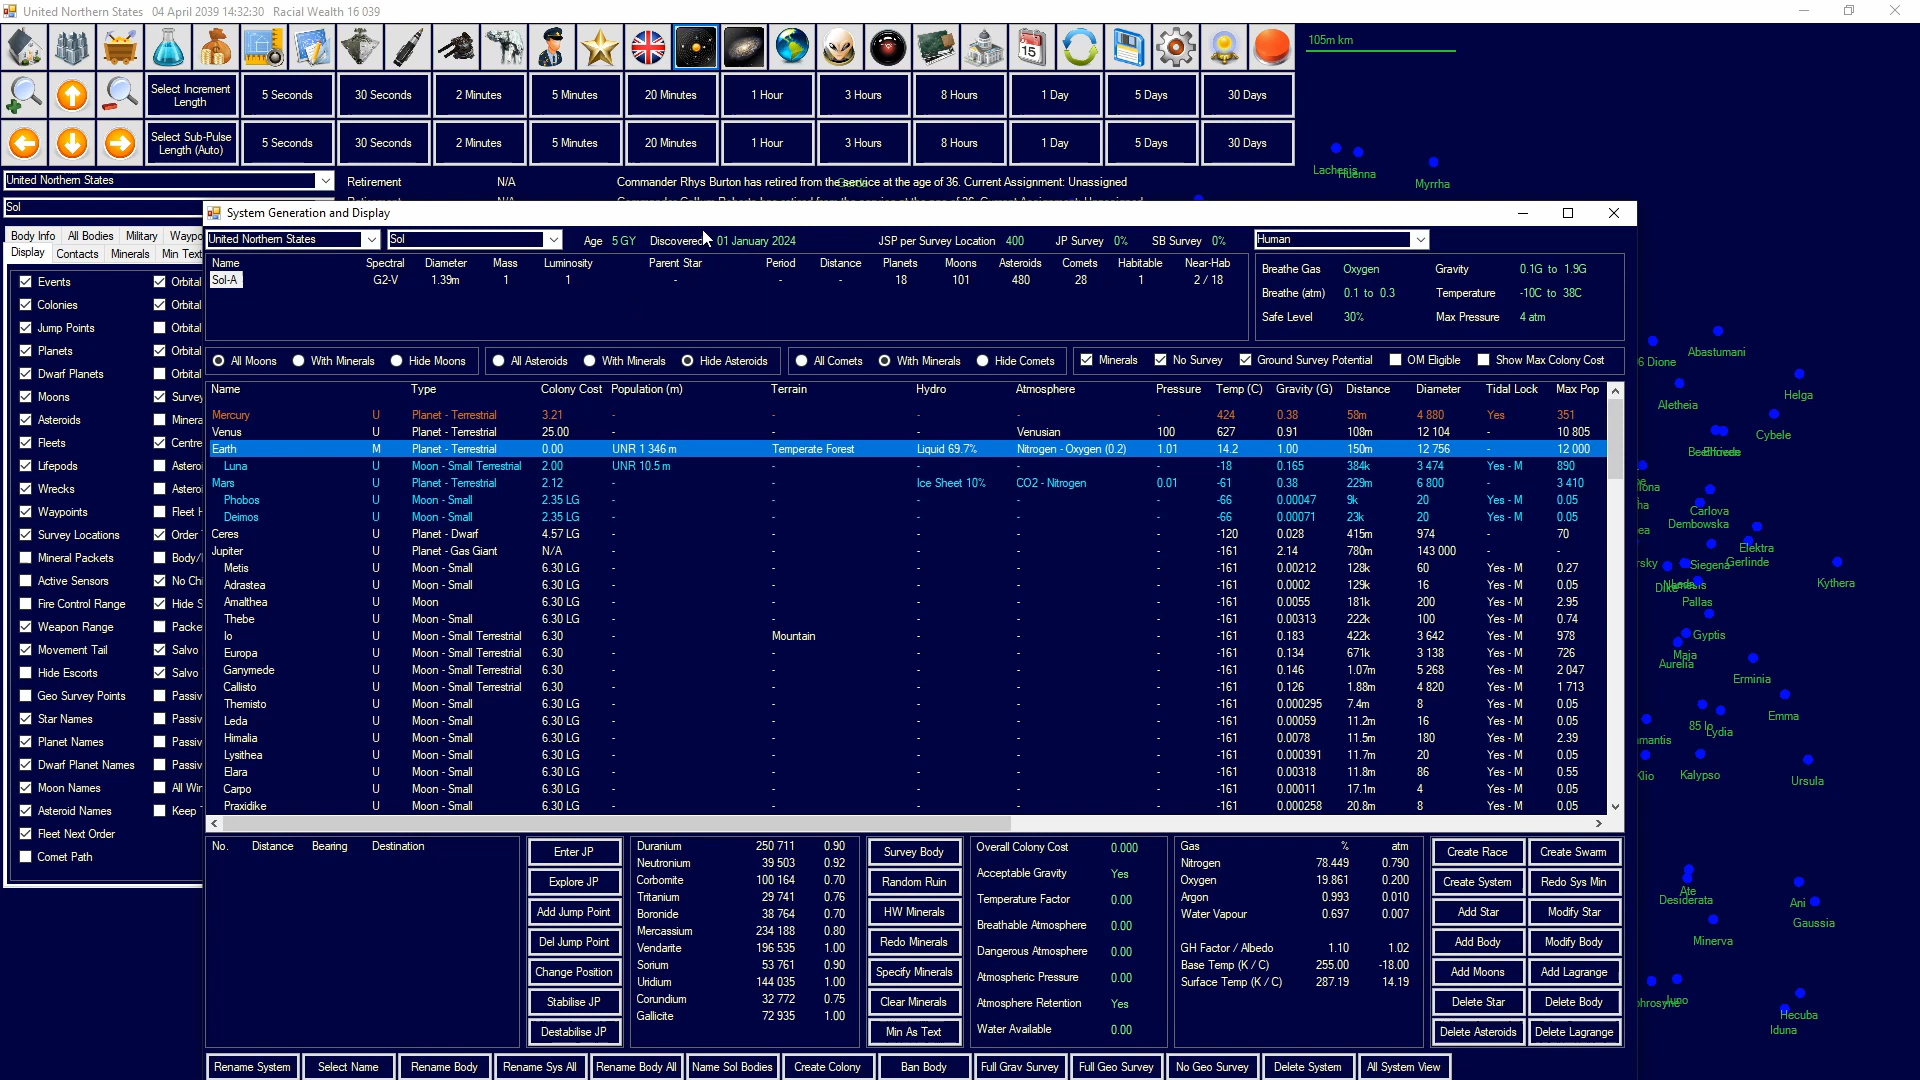 United Northern States 04 April 2039 14:32:30 Racial Wealth 16 039
105m km
Select Increment Length 5 Seconds 30 Seconds 2 Minutes 5 Minutes 20 Minutes 1 Hour 3 Hours 8 Hours 1 Day 5 Days 30 Days
Select Sub-Pulse Length (Auto) 5 Seconds 30 Seconds 2 Minutes 5 Minutes 20 Minutes 1 Hour 3 Hours 8 Hours 1 Day 5 Days 30 Days
United Northern States
Retirement N/A Commander Rhys Burton has retired from the service at the age of 36. Current Assignment: Unassigned
Sol
Body Info All Bodies Military Waypo
Display Contacts Minerals Min Text
Events Orbital
Colonies Orbital
Jump Points Orbital
Planets Orbital
Dwarf Planets Orbital
Moons Survey
Asteroids Minera
Fleets Centre
Lifepods Asteroi
Wrecks Asteroi
Waypoints Fleet H
Survey Locations Order
Mineral Packets Body/
Active Sensors No Ch
Fire Control Range Hide S
Weapon Range Packe
Movement Tail Salvo
Hide Escorts Salvo
Geo Survey Points Passiv
Star Names Passiv
Planet Names Passiv
Dwarf Planet Names Passiv
Moon Names All Wir
Asteroid Names Keep
Fleet Next Order
Comet Path
System Generation and Display
United Northern States Sol Age 5 GY Discovered 01 January 2024 JSP per Survey Location 400 JP Survey 0% SB Survey 0% Human
Name Spectral Diameter Mass Luminosity Parent Star Period Distance Planets Moons Asteroids Comets Habitable Near-Hab
Sol-A G2-V 1.39m 1 1 - - - 18 101 480 28 1 2 / 18
Breathe Gas Oxygen Gravity 0.1G to 1.9G
Breathe (atm) 0.1 to 0.3 Temperature -10C to 38C
Safe Level 30% Max Pressure 4 atm
All Moons With Minerals Hide Moons All Asteroids With Minerals Hide Asteroids All Comets With Minerals Hide Comets Minerals No Survey Ground Survey Potential OM Eligible Show Max Colony Cost
Name Type Colony Cost Population (m) Terrain Hydro Atmosphere Pressure Temp (C) Gravity (G) Distance Diameter Tidal Lock Max Pop
Mercury U Planet - Terrestrial 3.21 - - - - - 424 0.38 58m 4 880 Yes 351
Venus U Planet - Terrestrial 25.00 - - - Venusian 100 627 0.91 108m 12 104 - 10 805
Earth M Planet - Terrestrial 0.00 UNR 1 346 m Temperate Forest Liquid 69.7% Nitrogen - Oxygen (0.2) 1.01 14.2 1.00 150m 12 756 - 12 000
Luna U Moon - Small Terrestrial 2.00 UNR 10.5 m - - - - -18 0.165 384k 3 474 Yes - M 890
Mars U Planet - Terrestrial 2.12 - - Ice Sheet 10% CO2 - Nitrogen 0.01 -61 0.38 229m 6 800 - 3 410
Phobos U Moon - Small 2.35 LG - - - - - -66 0.00047 9k 20 Yes - M 0.05
Deimos U Moon - Small 2.35 LG - - - - - -66 0.00071 23k 20 Yes - M 0.05
Ceres U Planet - Dwarf 4.57 LG - - - - - -120 0.028 415m 974 - 70
Jupiter U Planet - Gas Giant N/A - - - - - -161 2.14 780m 143 000 - -
Metis U Moon - Small 6.30 LG - - - - - -161 0.00212 128k 60 Yes - M 0.27
Adrastea U Moon - Small 6.30 LG - - - - - -161 0.0002 129k 16 Yes - M 0.05
Amalthea U Moon 6.30 LG - - - - - -161 0.0055 181k 200 Yes - M 2.95
Thebe U Moon - Small 6.30 LG - - - - - -161 0.00313 222k 100 Yes - M 0.74
Io U Moon - Small Terrestrial 6.30 - Mountain - - - -161 0.183 422k 3 642 Yes - M 978
Europa U Moon - Small Terrestrial 6.30 - - - - - -161 0.134 671k 3 138 Yes - M 726
Ganymede U Moon - Small Terrestrial 6.30 - - - - - -161 0.146 1.07m 5 268 Yes - M 2 047
Callisto U Moon - Small Terrestrial 6.30 - - - - - -161 0.126 1.88m 4 820 Yes - M 1 713
Themisto U Moon - Small 6.30 LG - - - - - -161 0.000295 7.4m 8 Yes - M 0.05
Leda U Moon - Small 6.30 LG - - - - - -161 0.00059 11.2m 16 Yes - M 0.05
Himalia U Moon - Small 6.30 LG - - - - - -161 0.0078 11.5m 180 Yes - M 2.39
Lysithea U Moon - Small 6.30 LG - - - - - -161 0.000391 11.7m 20 Yes - M 0.05
Elara U Moon - Small 6.30 LG - - - - - -161 0.00318 11.8m 86 Yes - M 0.55
Carpo U Moon - Small 6.30 LG - - - - - -161 0.00011 17.1m 4 Yes - M 0.05
Praxidike U Moon - Small 6.30 LG - - - - - -161 0.000258 20.8m 8 Yes - M 0.05
No. Distance Bearing Destination
Enter JP
Explore JP
Add Jump Point
Del Jump Point
Change Position
Stabilise JP
Destabilise JP
Duranium 250 711 0.90
Neutronium 39 503 0.92
Corbomite 100 164 0.70
Tritanium 29 741 0.76
Boronide 38 764 0.70
Mercassium 234 188 0.80
Vendarite 196 535 1.00
Sorium 53 761 0.90
Uridium 144 035 1.00
Corundium 32 772 0.75
Gallicite 72 935 1.00
Survey Body
Random Ruin
HW Minerals
Redo Minerals
Specify Minerals
Clear Minerals
Min As Text
Overall Colony Cost 0.000
Acceptable Gravity Yes
Temperature Factor 0.00
Breathable Atmosphere 0.00
Dangerous Atmosphere 0.00
Atmospheric Pressure 0.00
Atmosphere Retention Yes
Water Available 0.00
Gas % atm
Nitrogen 78.449 0.790
Oxygen 19.861 0.200
Argon 0.993 0.010
Water Vapour 0.697 0.007
GH Factor / Albedo 1.10 1.02
Base Temp (K / C) 255.00 -18.00
Surface Temp (K / C) 287.19 14.19
Create Race Create Swarm
Create System Redo Sys Min
Add Star Modify Star
Add Body Modify Body
Add Moons Add Lagrange
Delete Star Delete Body
Delete Asteroids Delete Lagrange
Rename System Select Name Rename Body Rename Sys All Rename Body All Name Sol Bodies Create Colony Ban Body Full Grav Survey Full Geo Survey No Geo Survey Delete System All System View
Lachesis
Myrrha
6 Dione
Abastumani
Aletheia
Helga
Cybele
Carlova
Dembowska
Elektra
Siegena
Gerlinde
Kythera
Pallas
Gyptis
Maja
Aurelia
Erminia
Emma
85 Io
Lydia
Klio
Kalypso
Ursula
Ate
Desiderata
Ani
Gaussia
Minerva
Juno
Hecuba
Iduna